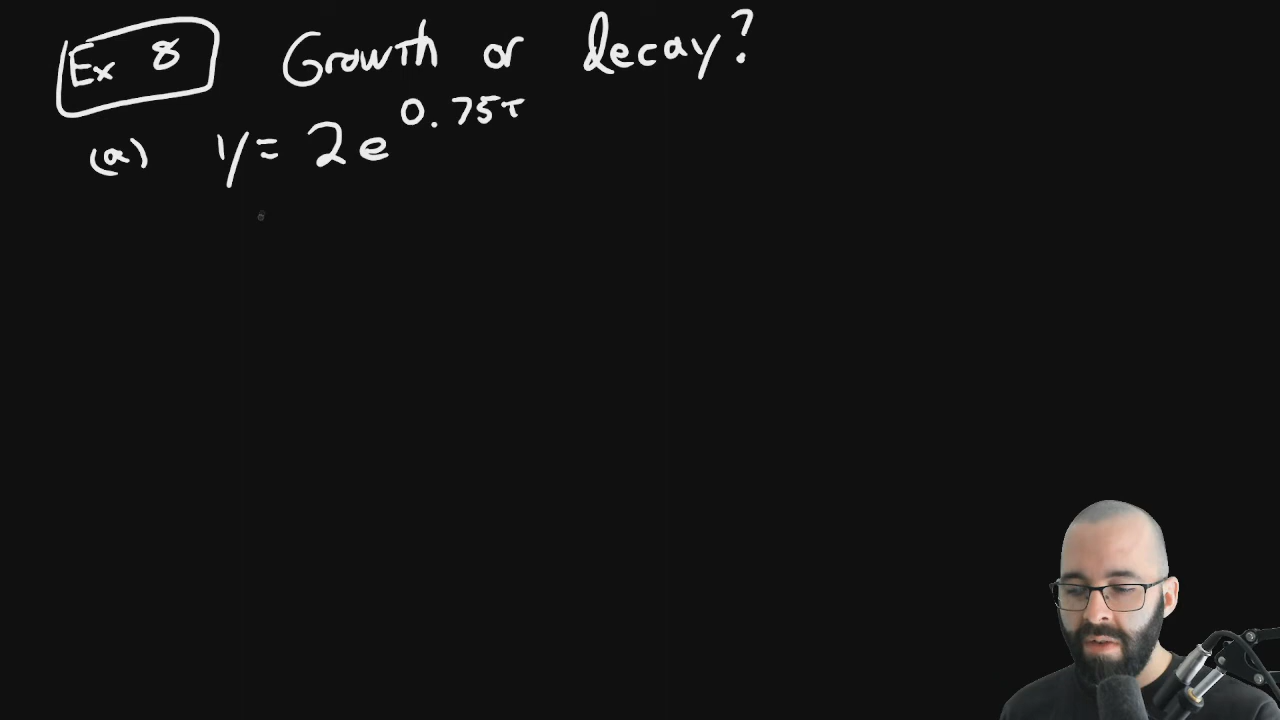 Ex 8 Growth or decay?
(a) y = 2e^0.75t